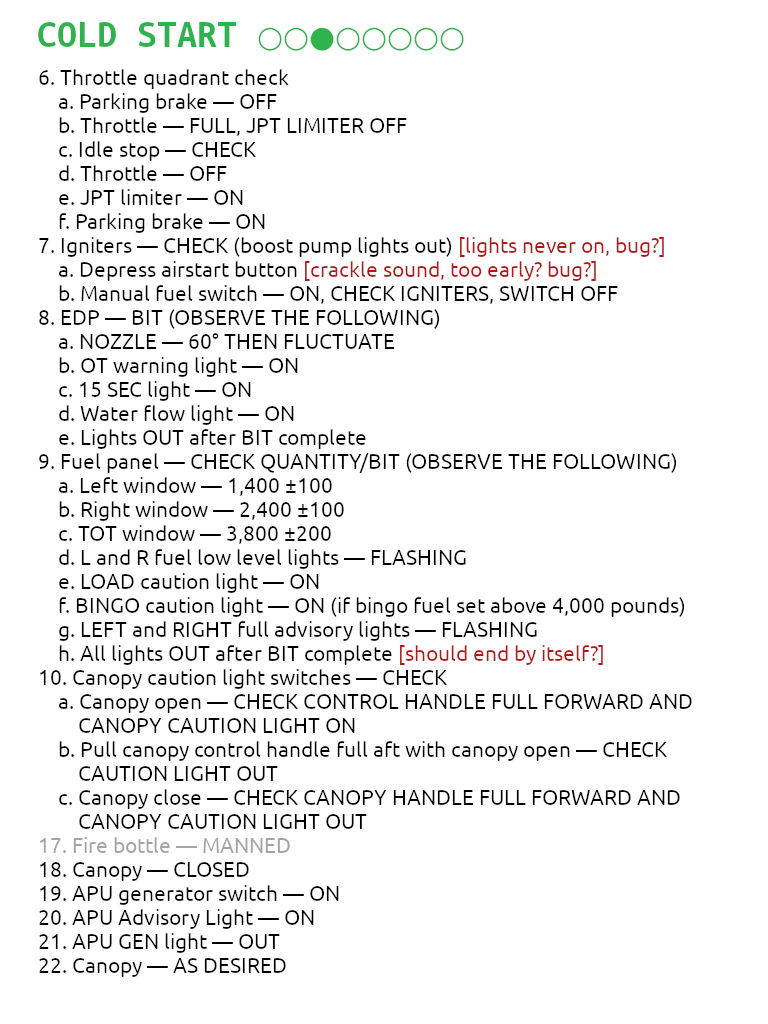 COLD START ○○●○○○○○
6. Throttle quadrant check
a. Parking brake — OFF
b. Throttle — FULL, JPT LIMITER OFF
c. Idle stop — CHECK
d. Throttle — OFF
e. JPT limiter — ON
f. Parking brake — ON
7. Igniters — CHECK (boost pump lights out) [lights never on, bug?]
a. Depress airstart button [crackle sound, too early? bug?]
b. Manual fuel switch — ON, CHECK IGNITERS, SWITCH OFF
8. EDP — BIT (OBSERVE THE FOLLOWING)
a. NOZZLE — 60° THEN FLUCTUATE
b. OT warning light — ON
c. 15 SEC light — ON
d. Water flow light — ON
e. Lights OUT after BIT complete
9. Fuel panel — CHECK QUANTITY/BIT (OBSERVE THE FOLLOWING)
a. Left window — 1,400 ±100
b. Right window — 2,400 ±100
c. TOT window — 3,800 ±200
d. L and R fuel low level lights — FLASHING
e. LOAD caution light — ON
f. BINGO caution light — ON (if bingo fuel set above 4,000 pounds)
g. LEFT and RIGHT full advisory lights — FLASHING
h. All lights OUT after BIT complete [should end by itself?]
10. Canopy caution light switches — CHECK
a. Canopy open — CHECK CONTROL HANDLE FULL FORWARD AND
CANOPY CAUTION LIGHT ON
b. Pull canopy control handle full aft with canopy open — CHECK
CAUTION LIGHT OUT
c. Canopy close — CHECK CANOPY HANDLE FULL FORWARD AND
CANOPY CAUTION LIGHT OUT
17. Fire bottle — MANNED
18. Canopy — CLOSED
19. APU generator switch — ON
20. APU Advisory Light — ON
21. APU GEN light — OUT
22. Canopy — AS DESIRED